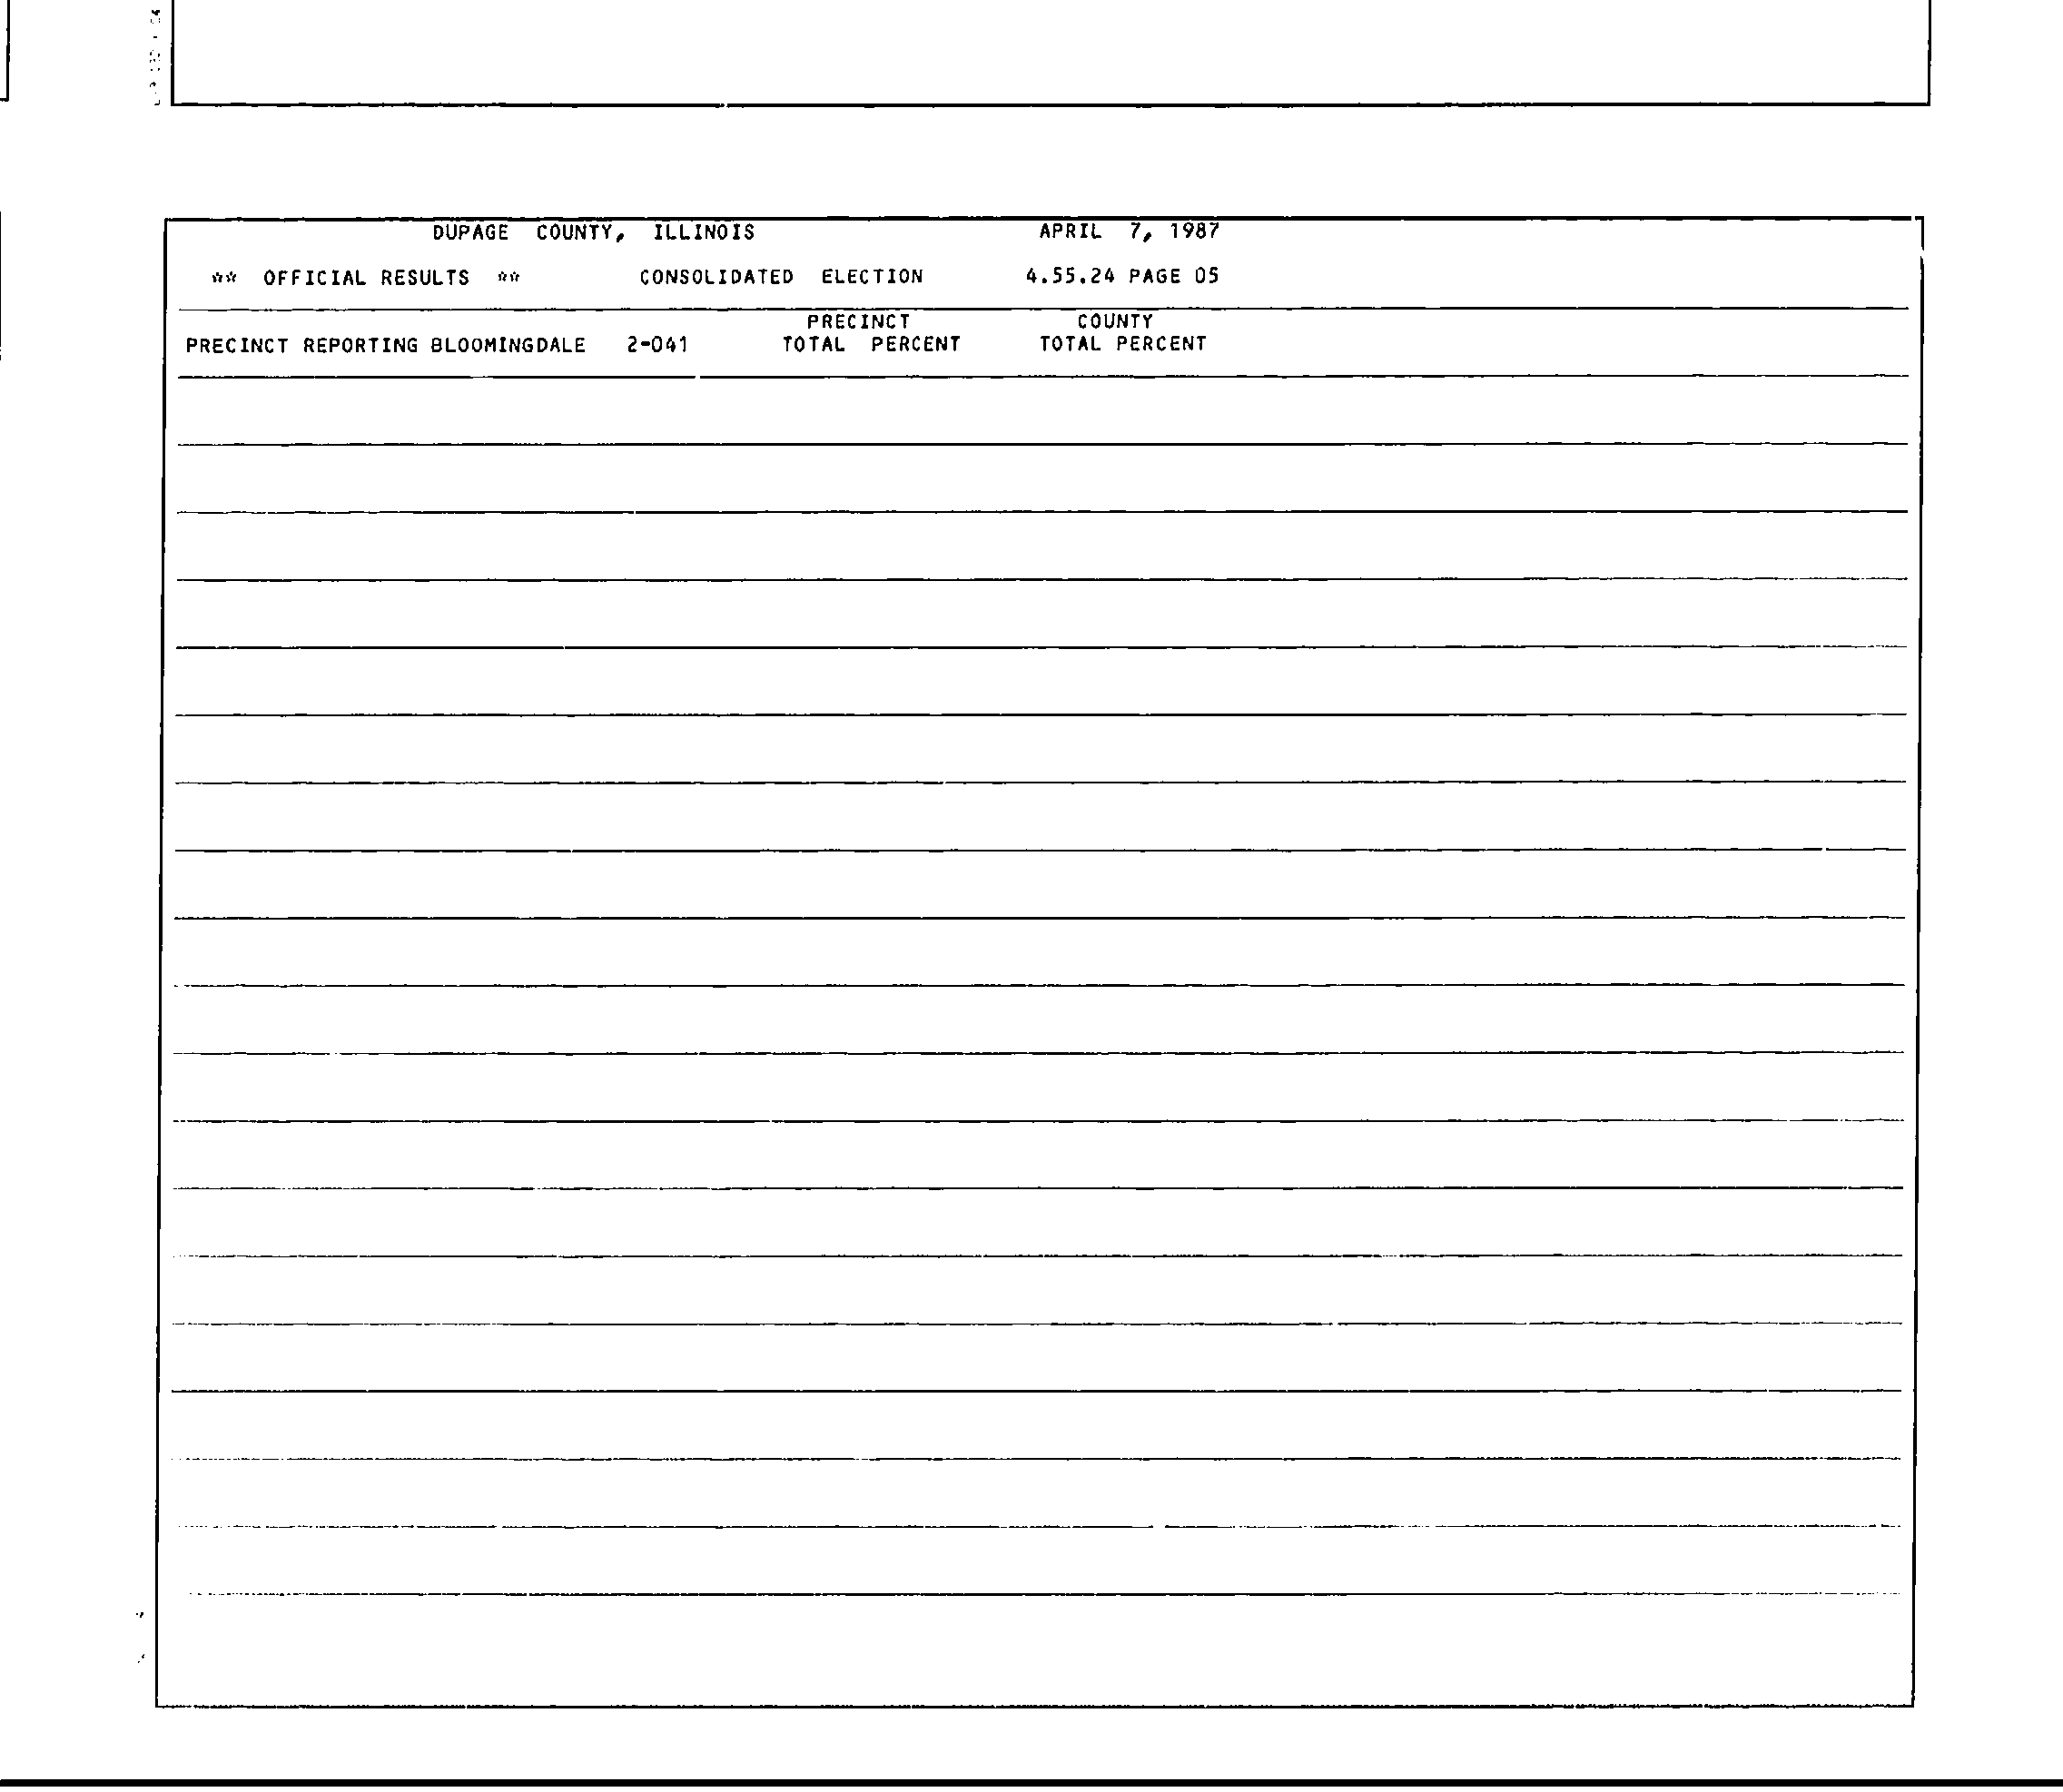 DUPAGE COUNTY, ILLINOIS APRIL 7, 1987
** OFFICIAL RESULTS ** CONSOLIDATED ELECTION 4.55.24 PAGE 05
PRECINCT COUNTY
PRECINCT REPORTING BLOOMINGDALE 2-041 TOTAL PERCENT TOTAL PERCENT